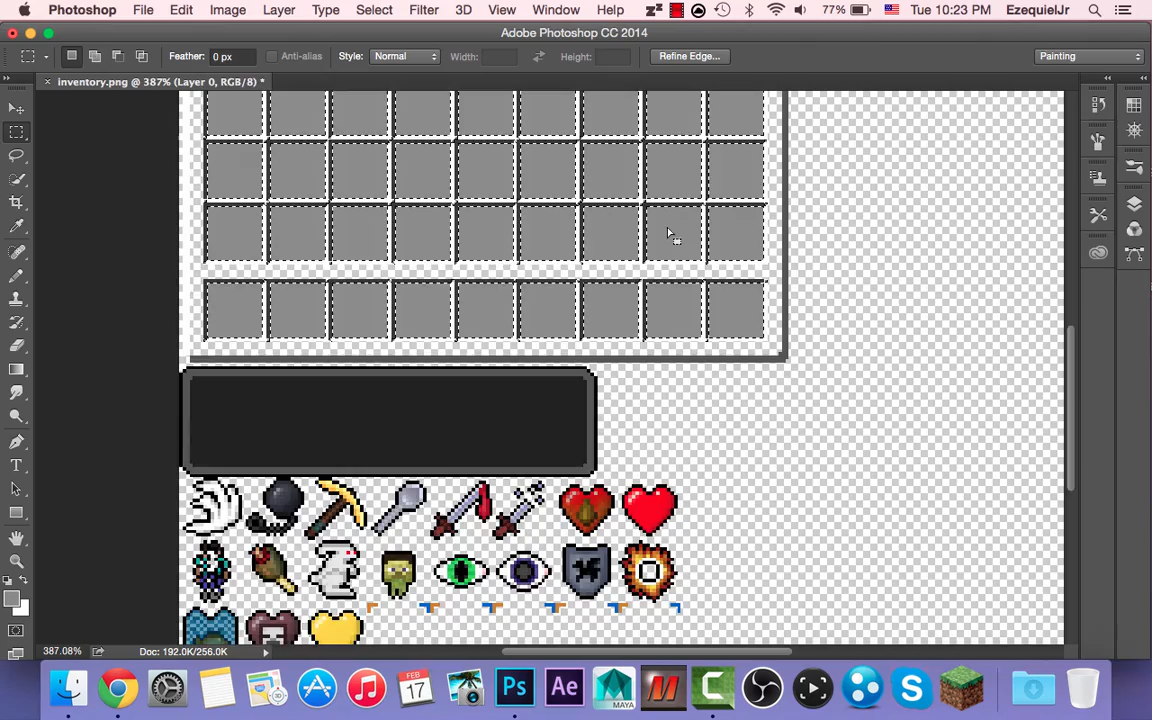 Photoshop File Edit Image Layer Type Select Filter 3D View Window Help 77% Tue 10:23 PM EzequielJr
Adobe Photoshop CC 2014
Feather: 0 px Anti-alias Style: Normal Width: Height: Refine Edge... Painting
inventory.png @ 387% (Layer 0, RGB/8) *
387.08% Doc: 192.0K/256.0K
FEB
17
Ps
Ae
MAYA